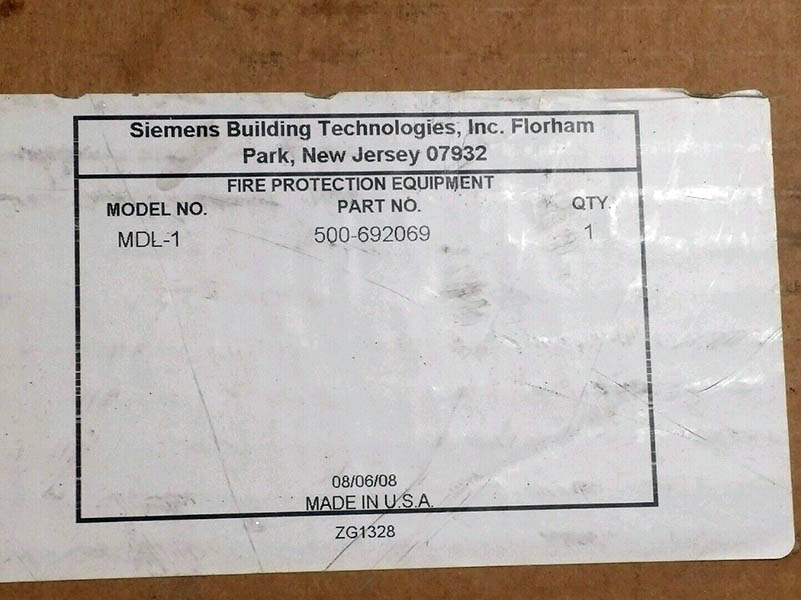 Siemens Building Technologies, Inc. Florham
Park, New Jersey 07932
FIRE PROTECTION EQUIPMENT
MODEL NO. PART NO. QTY.
MDL-1 500-692069 1
08/06/08
MADE IN U.S.A.
ZG1328